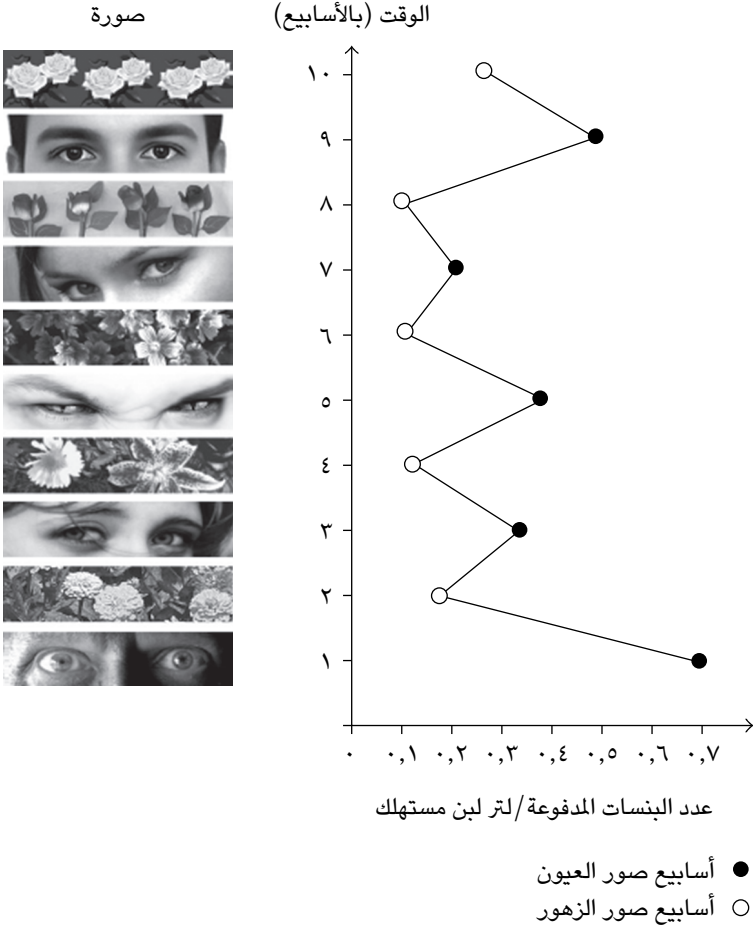 صورة
الوقت (بالأسابيع)
١٠
٩
٨
٧
٦
٥
٤
٣
٢
١
٠ ٠,١ ٠,٢ ٠,٣ ٠,٤ ٠,٥ ٠,٦ ٠,٧
عدد البنسات المدفوعة/لتر لبن مستهلك
أسابيع صور العيون
أسابيع صور الزهور